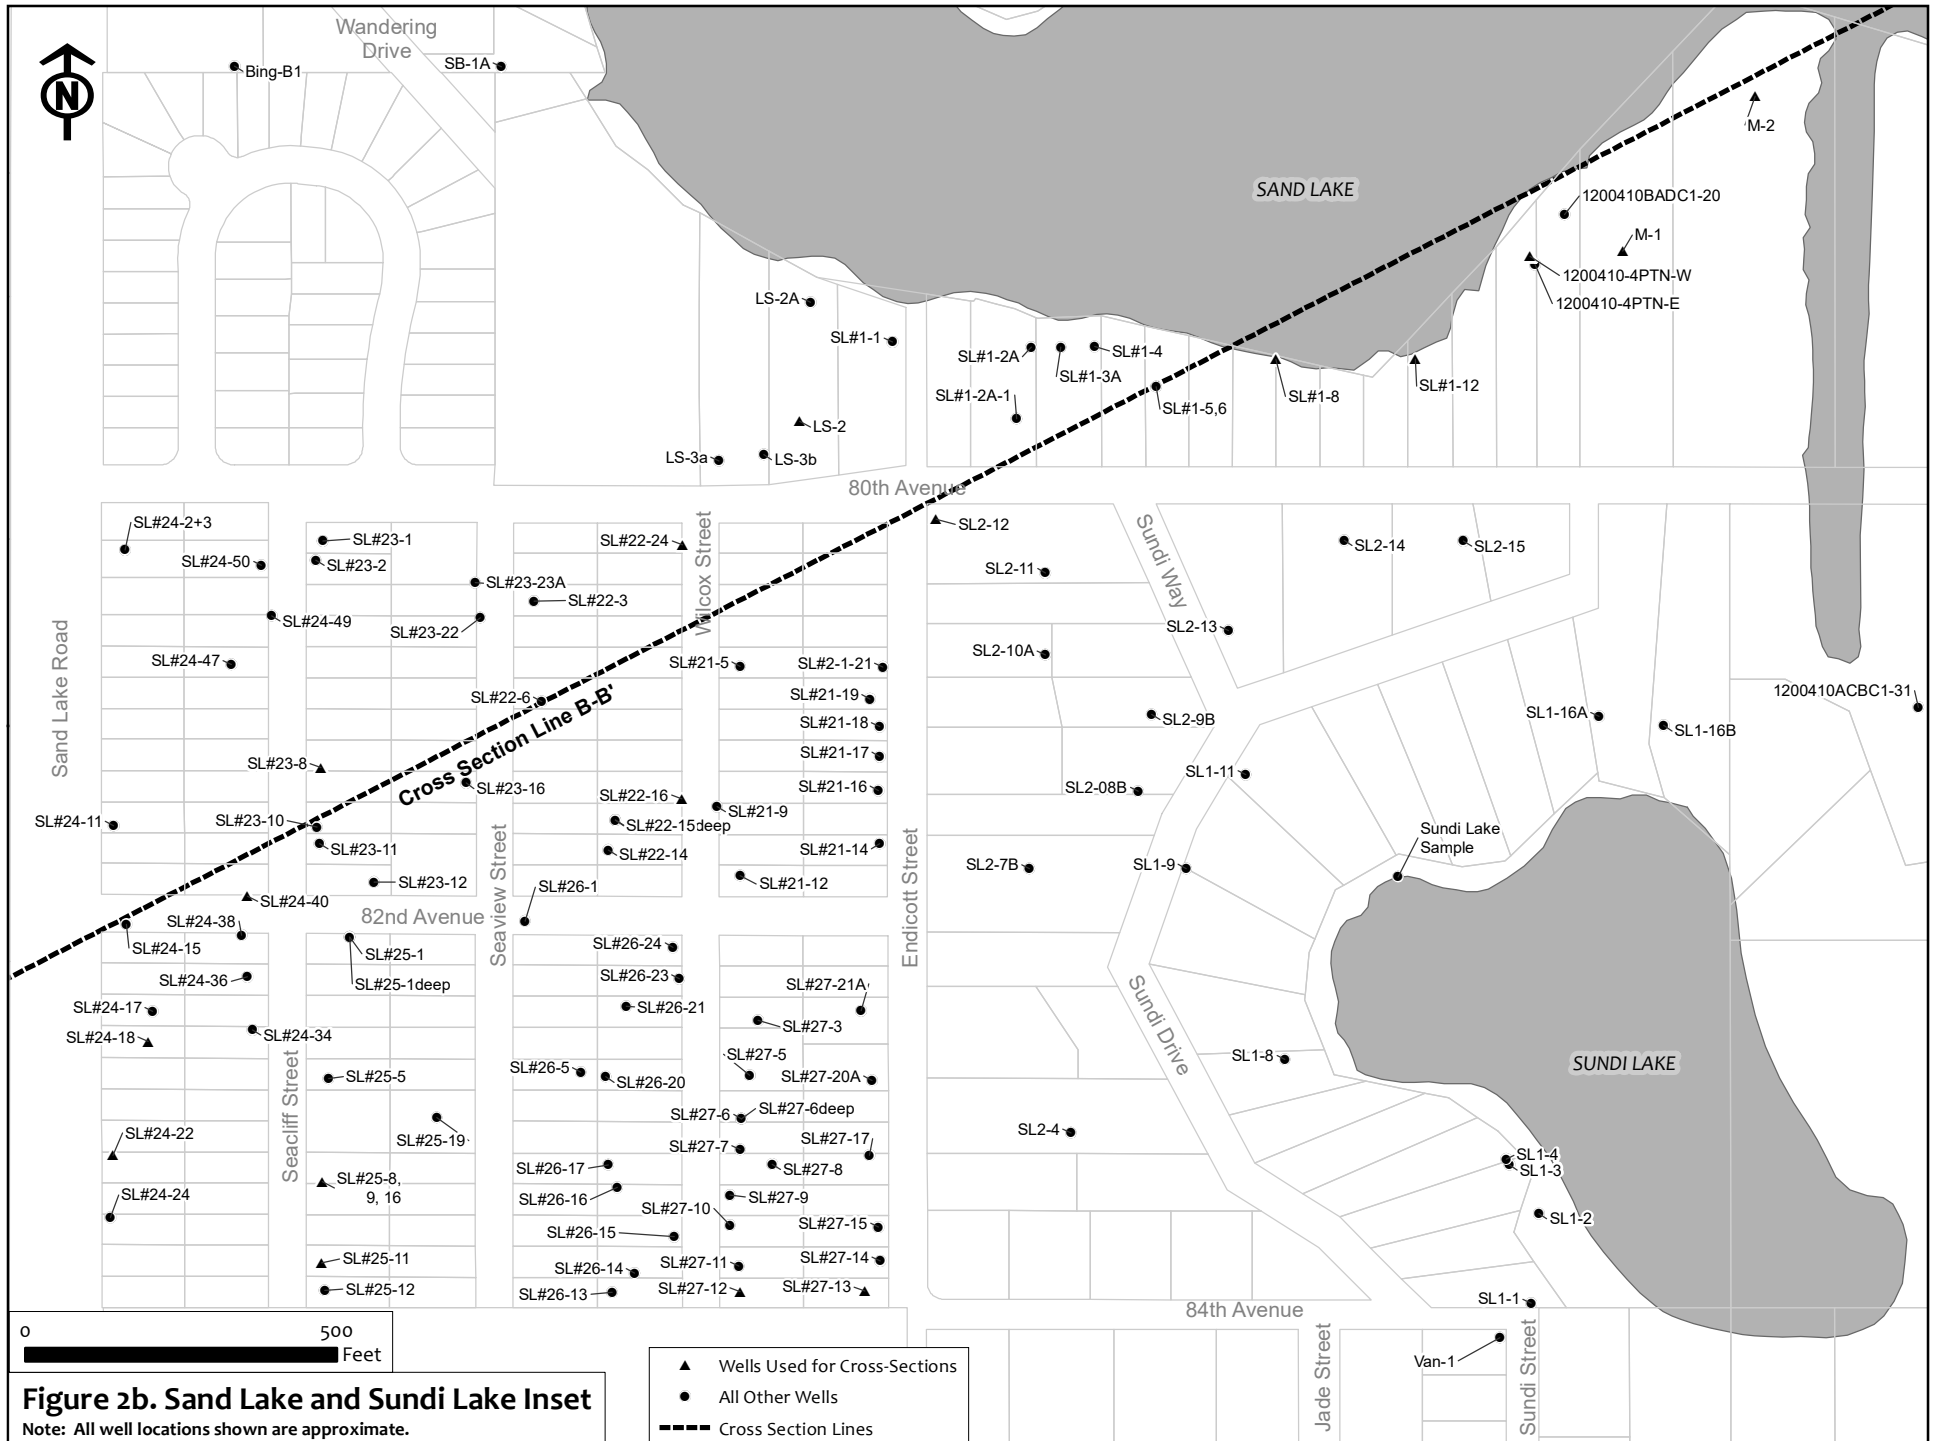 Wandering
Drive
N
Bing-B1
SB-1A
M-2
SAND LAKE
1200410BADC1-20
M-1
1200410-4PTN-W
1200410-4PTN-E
LS-2A
SL#1-1
SL#1-2A
SL#1-4
SL#1-3A
SL#1-2A-1
SL#1-5,6
SL#1-8
SL#1-12
LS-2
LS-3a
LS-3b
80th Avenue
SL#24-2+3
SL#24-50
SL#23-1
SL#23-2
SL#22-24
Wilcox Street
SL2-12
Sundi Way
SL2-14
SL2-15
SL#23-23A
SL#22-3
SL2-11
SL#24-49
SL#23-22
SL2-13
Sand Lake Road
SL#24-47
SL#21-5
SL#2-1-21
SL2-10A
SL#22-6
SL#21-19
1200410ACBC1-31
SL#21-18
SL2-9B
SL1-16A
SL1-16B
Cross Section Line B-B'
SL#23-8
SL#21-17
SL#23-16
SL#22-16
SL#21-16
SL1-11
SL2-08B
SL#24-11
SL#23-10
SL#21-9
SL#22-15deep
SL#23-11
SL#22-14
SL#21-14
Endicott Street
Sundi Lake
Sample
SL2-7B
SL1-9
SL#23-12
SL#26-1
SL#21-12
Seaview Street
SL#24-40
82nd Avenue
SL#24-38
SL#24-15
SL#25-1
SL#26-24
SL#24-36
SL#25-1deep
SL#26-23
SL#27-21A
SL#24-17
SL#26-21
SL#27-3
Sundi Drive
SL#24-18
SL#24-34
SL#27-5
SL1-8
SUNDI LAKE
Seacliff Street
SL#25-5
SL#26-5
SL#26-20
SL#27-20A
SL#27-6
SL#27-6deep
SL#24-22
SL#25-19
SL#27-7
SL#27-17
SL2-4
SL1-4
SL1-3
SL#26-17
SL#27-8
SL#25-8,
9, 16
SL#24-24
SL#26-16
SL#27-9
SL#27-10
SL#27-15
SL1-2
SL#26-15
SL#25-11
SL#26-14
SL#27-11
SL#27-14
SL#25-12
SL#26-13
SL#27-12
SL#27-13
84th Avenue
SL1-1
Van-1
Jade Street
Sundi Street
0 500
Feet
Figure 2b. Sand Lake and Sundi Lake Inset
Note: All well locations shown are approximate.
Wells Used for Cross-Sections
All Other Wells
Cross Section Lines